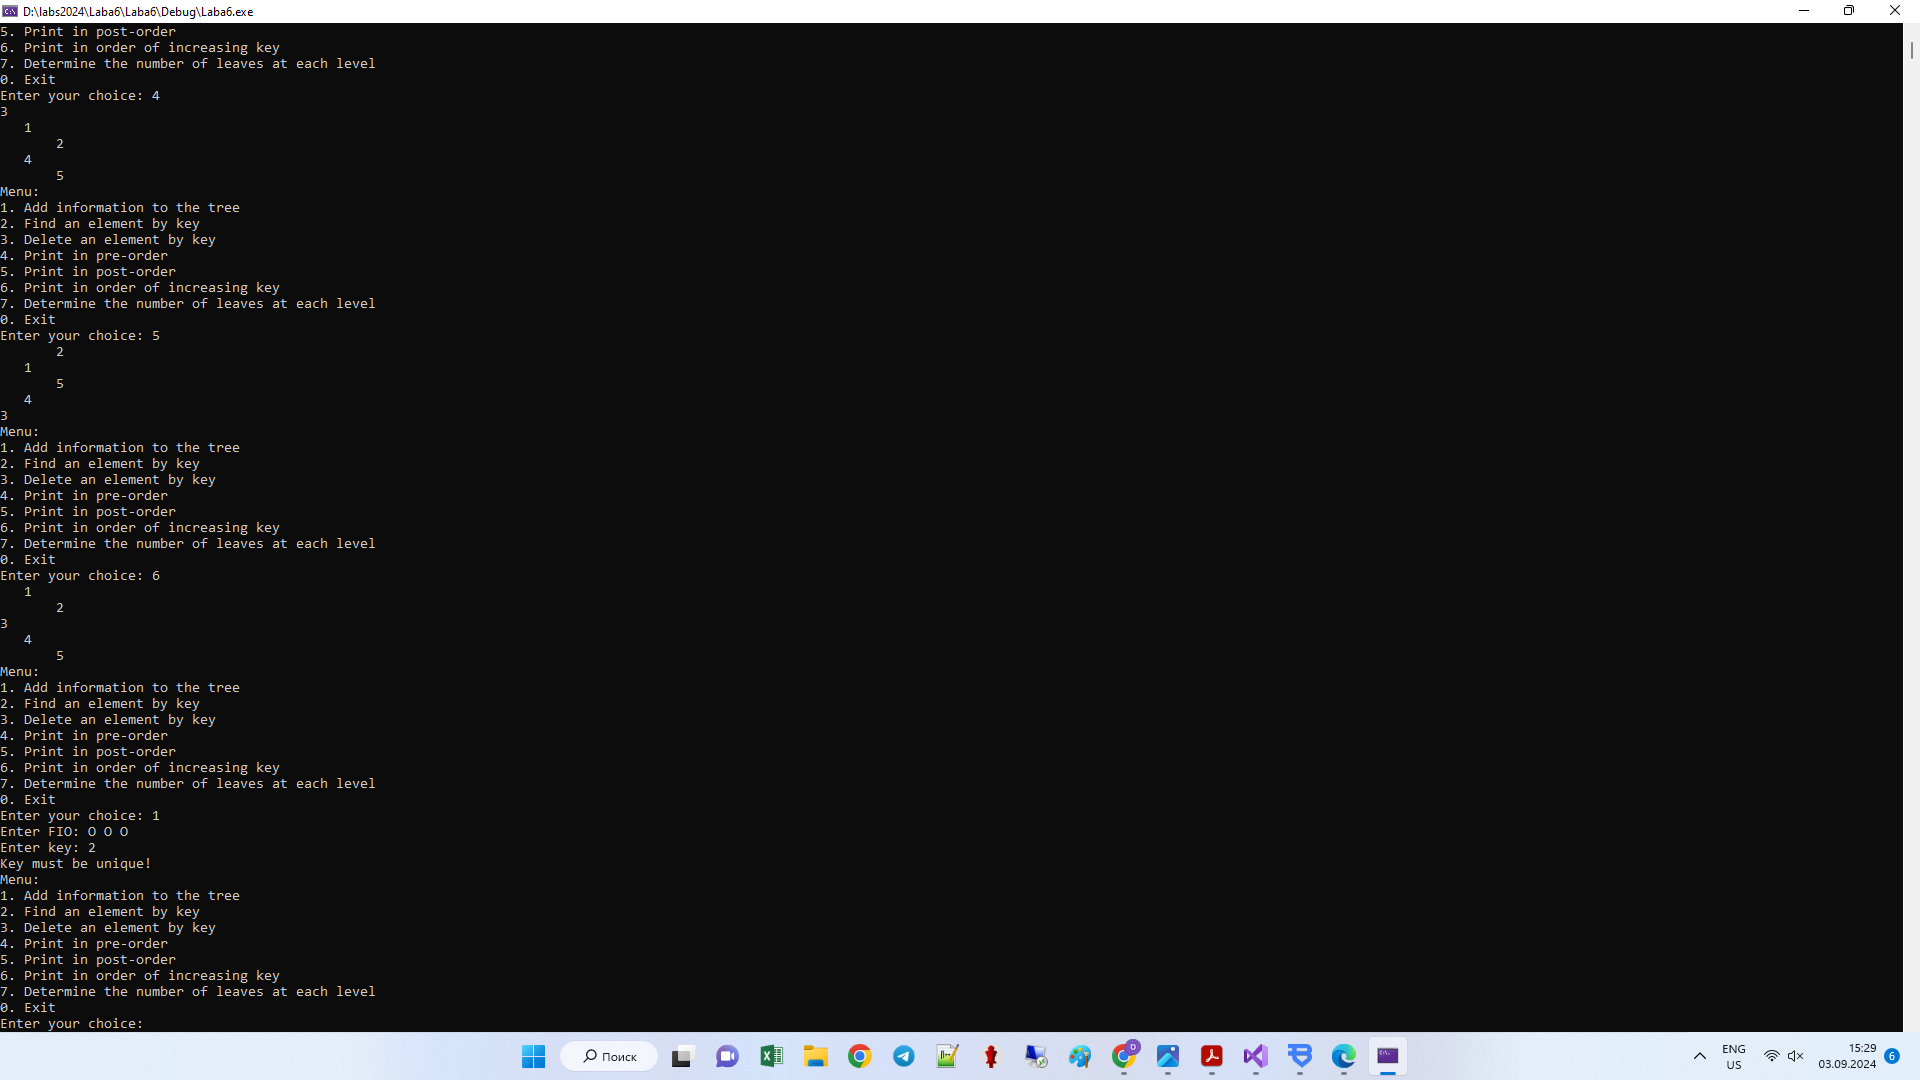 D:\labs2024\Laba6\Laba6\Debug\Laba6.exe
5. Print in post-order
6. Print in order of increasing key
7. Determine the number of leaves at each level
0. Exit
Enter your choice: 4
3
1
2
4
5
Menu:
1. Add information to the tree
2. Find an element by key
3. Delete an element by key
4. Print in pre-order
5. Print in post-order
6. Print in order of increasing key
7. Determine the number of leaves at each level
0. Exit
Enter your choice: 5
2
1
5
4
3
Menu:
1. Add information to the tree
2. Find an element by key
3. Delete an element by key
4. Print in pre-order
5. Print in post-order
6. Print in order of increasing key
7. Determine the number of leaves at each level
0. Exit
Enter your choice: 6
1
2
3
4
5
Menu:
1. Add information to the tree
2. Find an element by key
3. Delete an element by key
4. Print in pre-order
5. Print in post-order
6. Print in order of increasing key
7. Determine the number of leaves at each level
0. Exit
Enter your choice: 1
Enter FIO: O O O
Enter key: 2
Key must be unique!
Menu:
1. Add information to the tree
2. Find an element by key
3. Delete an element by key
4. Print in pre-order
5. Print in post-order
6. Print in order of increasing key
7. Determine the number of leaves at each level
0. Exit
Enter your choice:
Поиск
ENG
US
15:29
03.09.2024
6